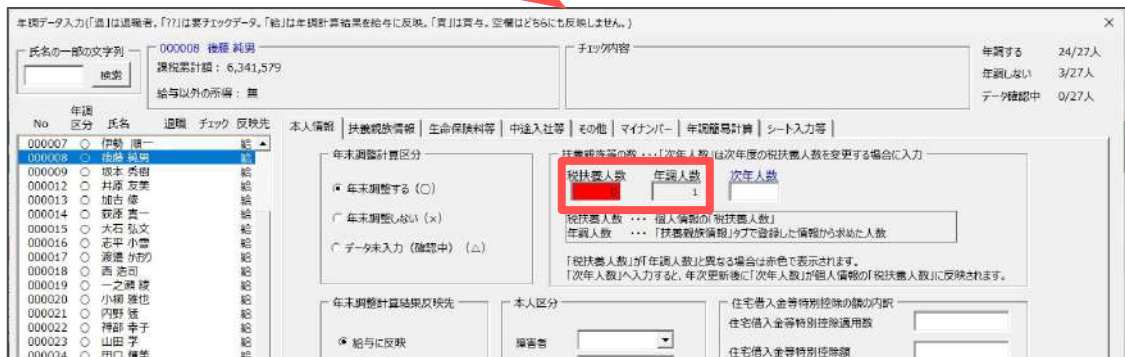 年調データ入力(「退」は退職者。「??」は要チェックデータ。「給」は年調計算結果を給与に反映、「賞」は賞与。空欄はどちらにも反映しません。)
氏名の一部の文字列
検索
000008 後藤 純男
課税累計額: 6,341,579
給与以外の所得: 無
チェック内容
年調する 24/27人
年調しない 3/27人
データ確認中 0/27人
No 年調区分 氏名 退職 チェック 反映先
000007 ○ 伊勢 順一 給
000008 ○ 後藤 純男 給
000009 ○ 坂本 秀樹 給
000012 ○ 井原 友美 給
000013 ○ 加古 偉 給
000014 ○ 荻原 真一 給
000015 ○ 大石 弘文 給
000016 ○ 志平 小雪 給
000017 ○ 渡邉 かおり 給
000018 ○ 西 浩司 給
000019 ○ 一之瀬 綾 給
000020 ○ 小柳 雅也 給
000021 ○ 内野 猛 給
000022 ○ 神部 幸子 給
000023 ○ 山田 学 給
000024 ○ 田口 晴美 給
本人情報 扶養親族情報 生命保険料等 中途入社等 その他 マイナンバー 年調簡易計算 シート入力等
年末調整計算区分
年末調整する (○)
年末調整しない (×)
データ未入力 (確認中) (△)
扶養親族等の数 ・・・「次年人数」は次年度の税扶養人数を変更する場合に入力
税扶養人数 年調人数 次年人数
0 1
税扶養人数 ・・・ 個人情報の「税扶養人数」
年調人数 ・・・ 「扶養親族情報」タブで登録した情報から求めた人数
「税扶養人数」が「年調人数」と異なる場合は赤色で表示されます。
「次年人数」へ入力すると、年次更新後に「次年人数」が個人情報の「税扶養人数」に反映されます。
年末調整計算結果反映先
給与に反映
本人区分
障害者
住宅借入金等特別控除の額の内訳
住宅借入金等特別控除適用数
住宅借入金等特別控除額